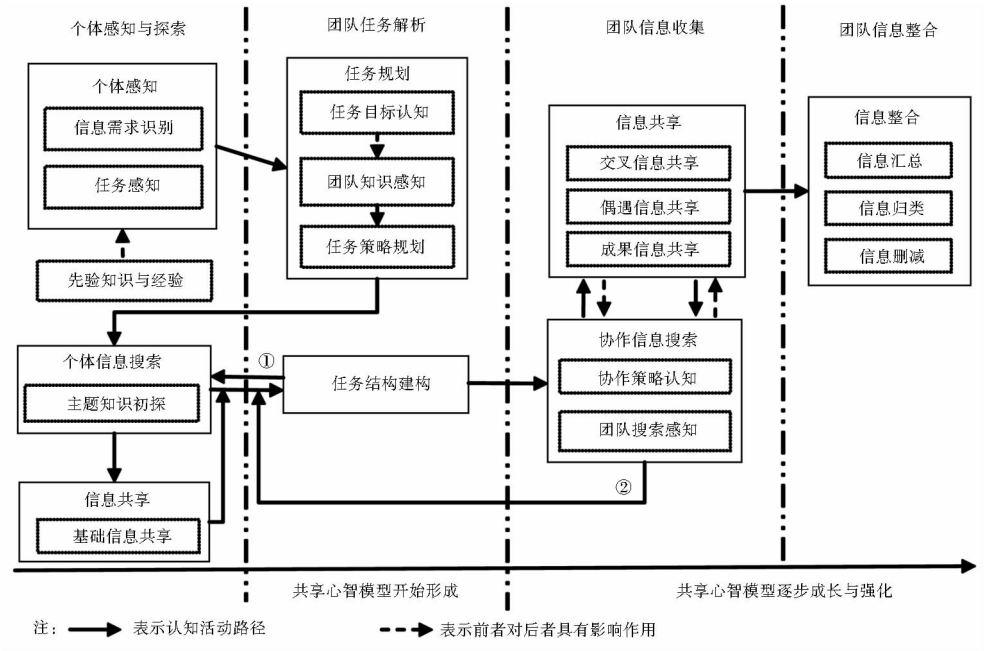 个体感知与探索
团队任务解析
团队信息收集
团队信息整合
个体感知
信息需求识别
任务感知
先验知识与经验
任务规划
任务目标认知
团队知识感知
任务策略规划
信息共享
交叉信息共享
偶遇信息共享
成果信息共享
信息整合
信息汇总
信息归类
信息删减
个体信息搜索
主题知识初探
①
任务结构建构
协作信息搜索
协作策略认知
团队搜索感知
②
信息共享
基础信息共享
共享心智模型开始形成
共享心智模型逐步成长与强化
注：
表示认知活动路径
表示前者对后者具有影响作用